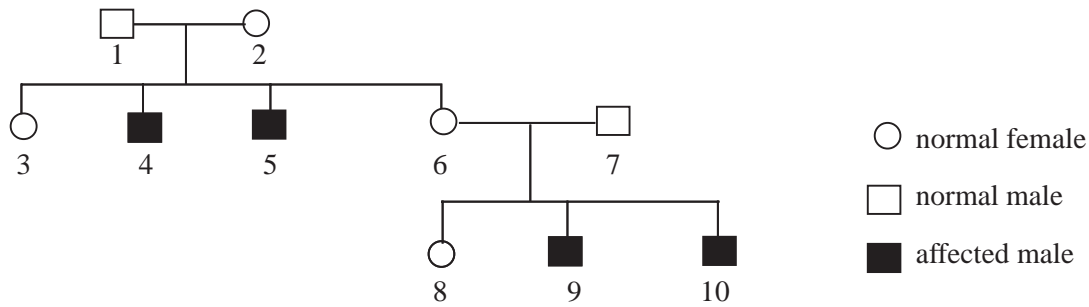 1 2
3 4 5 6 7
8 9 10
normal female
normal male
affected male